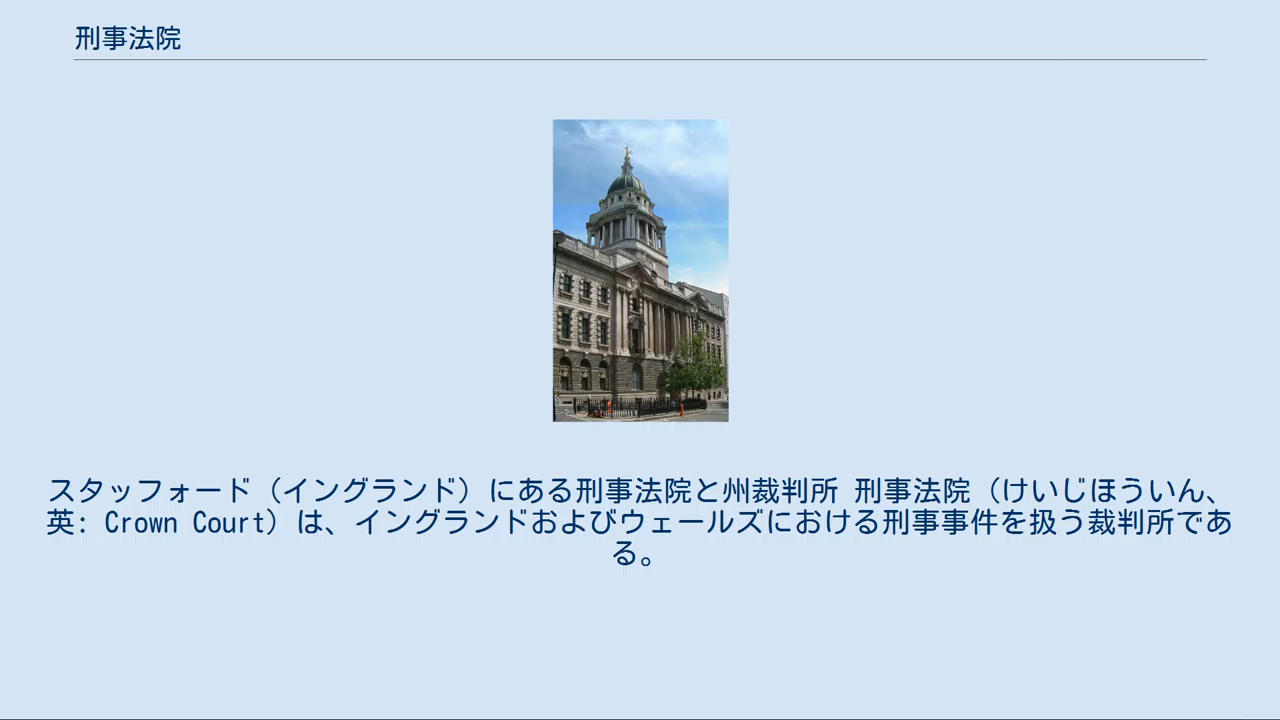 刑事法院
スタッフォード（イングランド）にある刑事法院と州裁判所 刑事法院（けいじほういん、
英: Crown Court）は、イングランドおよびウェールズにおける刑事事件を扱う裁判所であ
る。